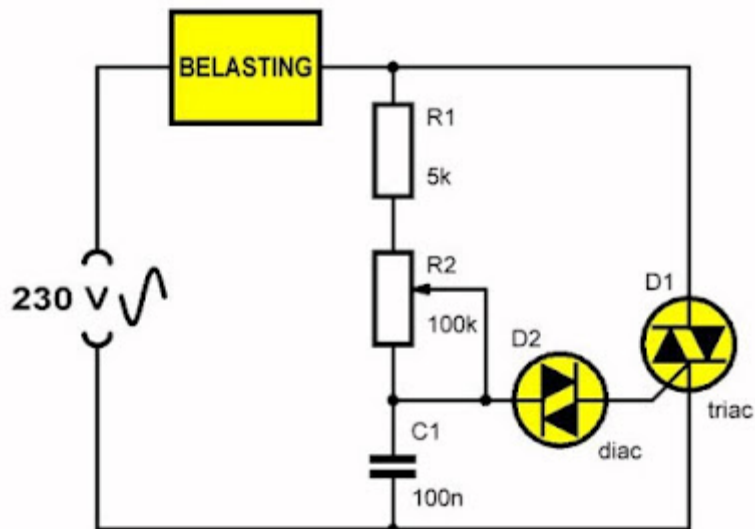 BELASTING
R1
5k
R2
100k
D1
230 V
D2
triac
C1
diac
100n